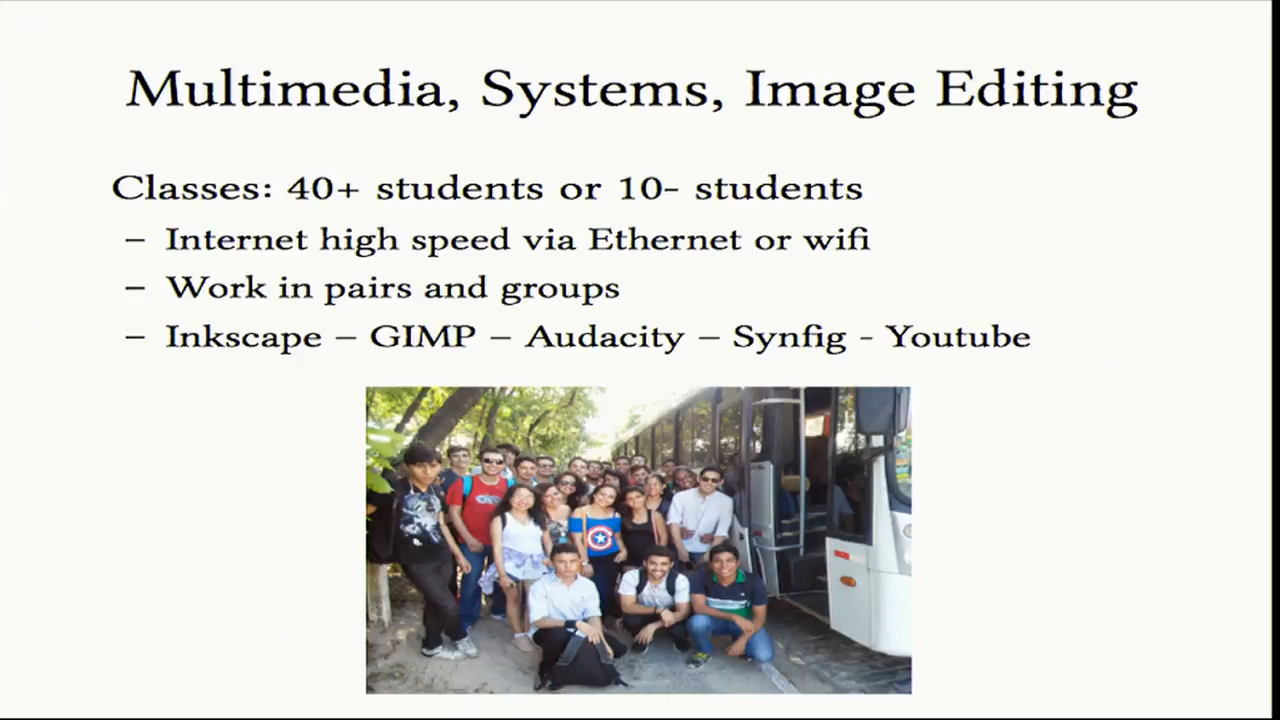 Multimedia, Systems, Image Editing
Classes: 40+ students or 10- students
– Internet high speed via Ethernet or wifi
– Work in pairs and groups
– Inkscape – GIMP – Audacity – Synfig - Youtube